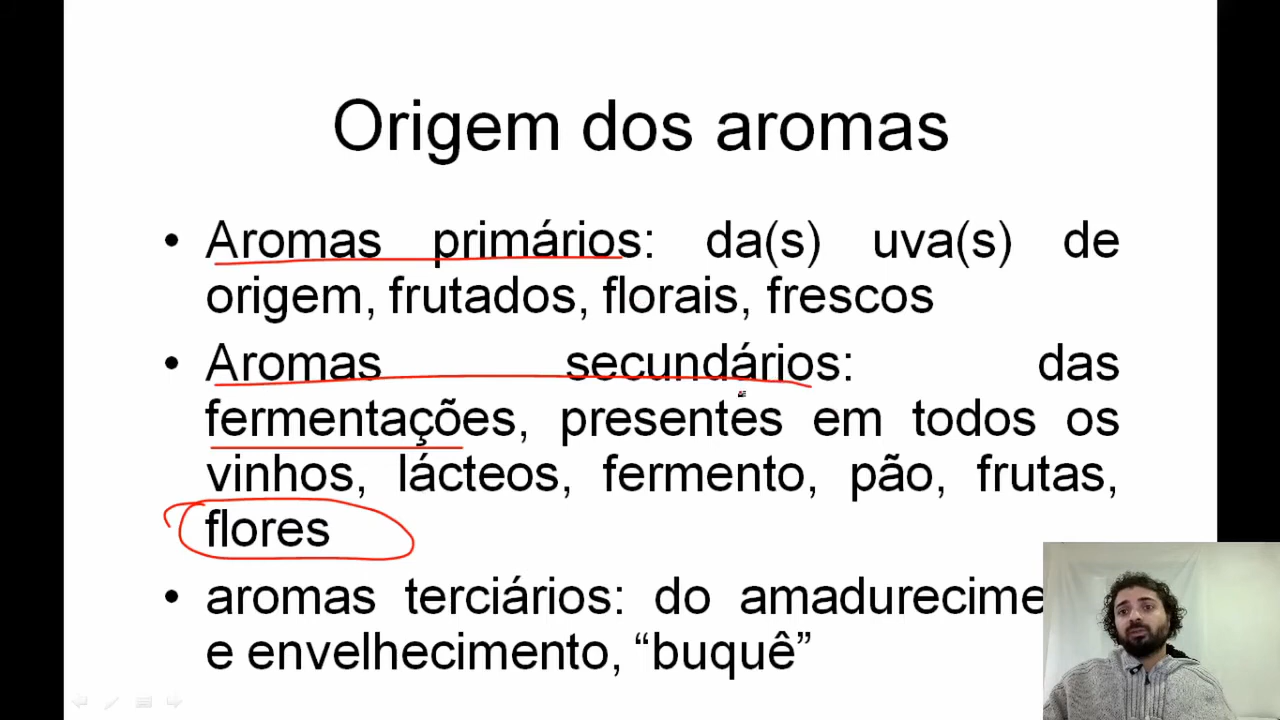 Origem dos aromas
• Aromas primários: da(s) uva(s) de
origem, frutados, florais, frescos
• Aromas secundários: das
fermentações, presentes em todos os
vinhos, lácteos, fermento, pão, frutas,
flores
• aromas terciários: do amadurecime
e envelhecimento, “buquê”